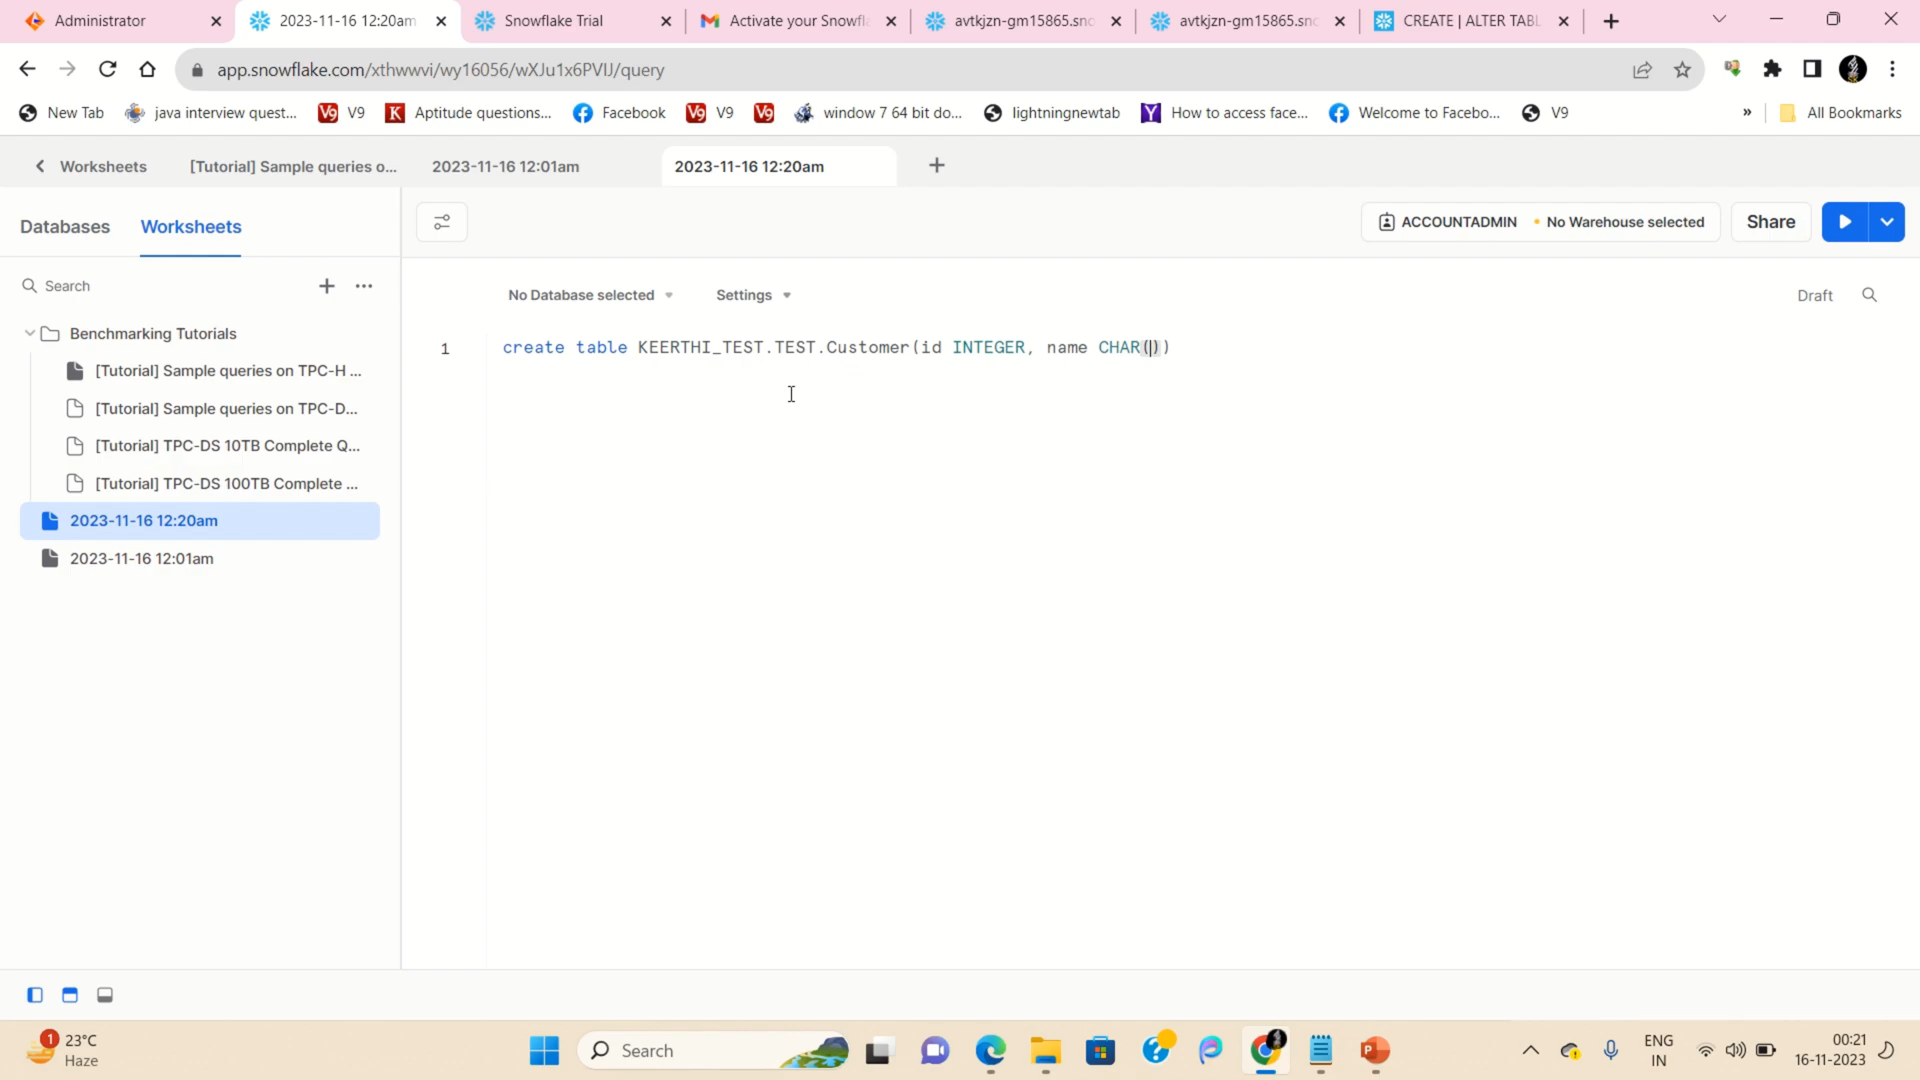 Administrator
2023-11-16 12:20am
Snowflake Trial
Activate your Snowfl
avtkjzn-gm15865.sno
avtkjzn-gm15865.sno
CREATE | ALTER TABL
app.snowflake.com/xthwwvi/wy16056/wXJu1x6PVIJ/query
New Tab
java interview quest...
V9
Aptitude questions...
Facebook
V9
window 7 64 bit do...
lightningnewtab
How to access face...
Welcome to Facebo...
V9
»
All Bookmarks
Worksheets
[Tutorial] Sample queries o...
2023-11-16 12:01am
2023-11-16 12:20am
Databases
Worksheets
ACCOUNTADMIN
No Warehouse selected
Share
Search
No Database selected
Settings
Draft
Benchmarking Tutorials
1
create table KEERTHI_TEST.TEST.Customer(id INTEGER, name CHAR())
[Tutorial] Sample queries on TPC-H ...
[Tutorial] Sample queries on TPC-D...
[Tutorial] TPC-DS 10TB Complete Q...
[Tutorial] TPC-DS 100TB Complete ...
2023-11-16 12:20am
2023-11-16 12:01am
1
23°C
Haze
Search
ENG
IN
00:21
16-11-2023